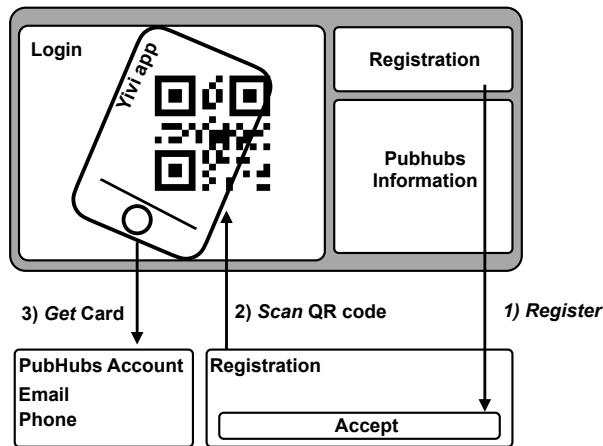 Login
Yivi app
Registration
Pubhubs
Information
3) Get Card
2) Scan QR code
1) Register
PubHubs Account
Email
Phone
Registration
Accept